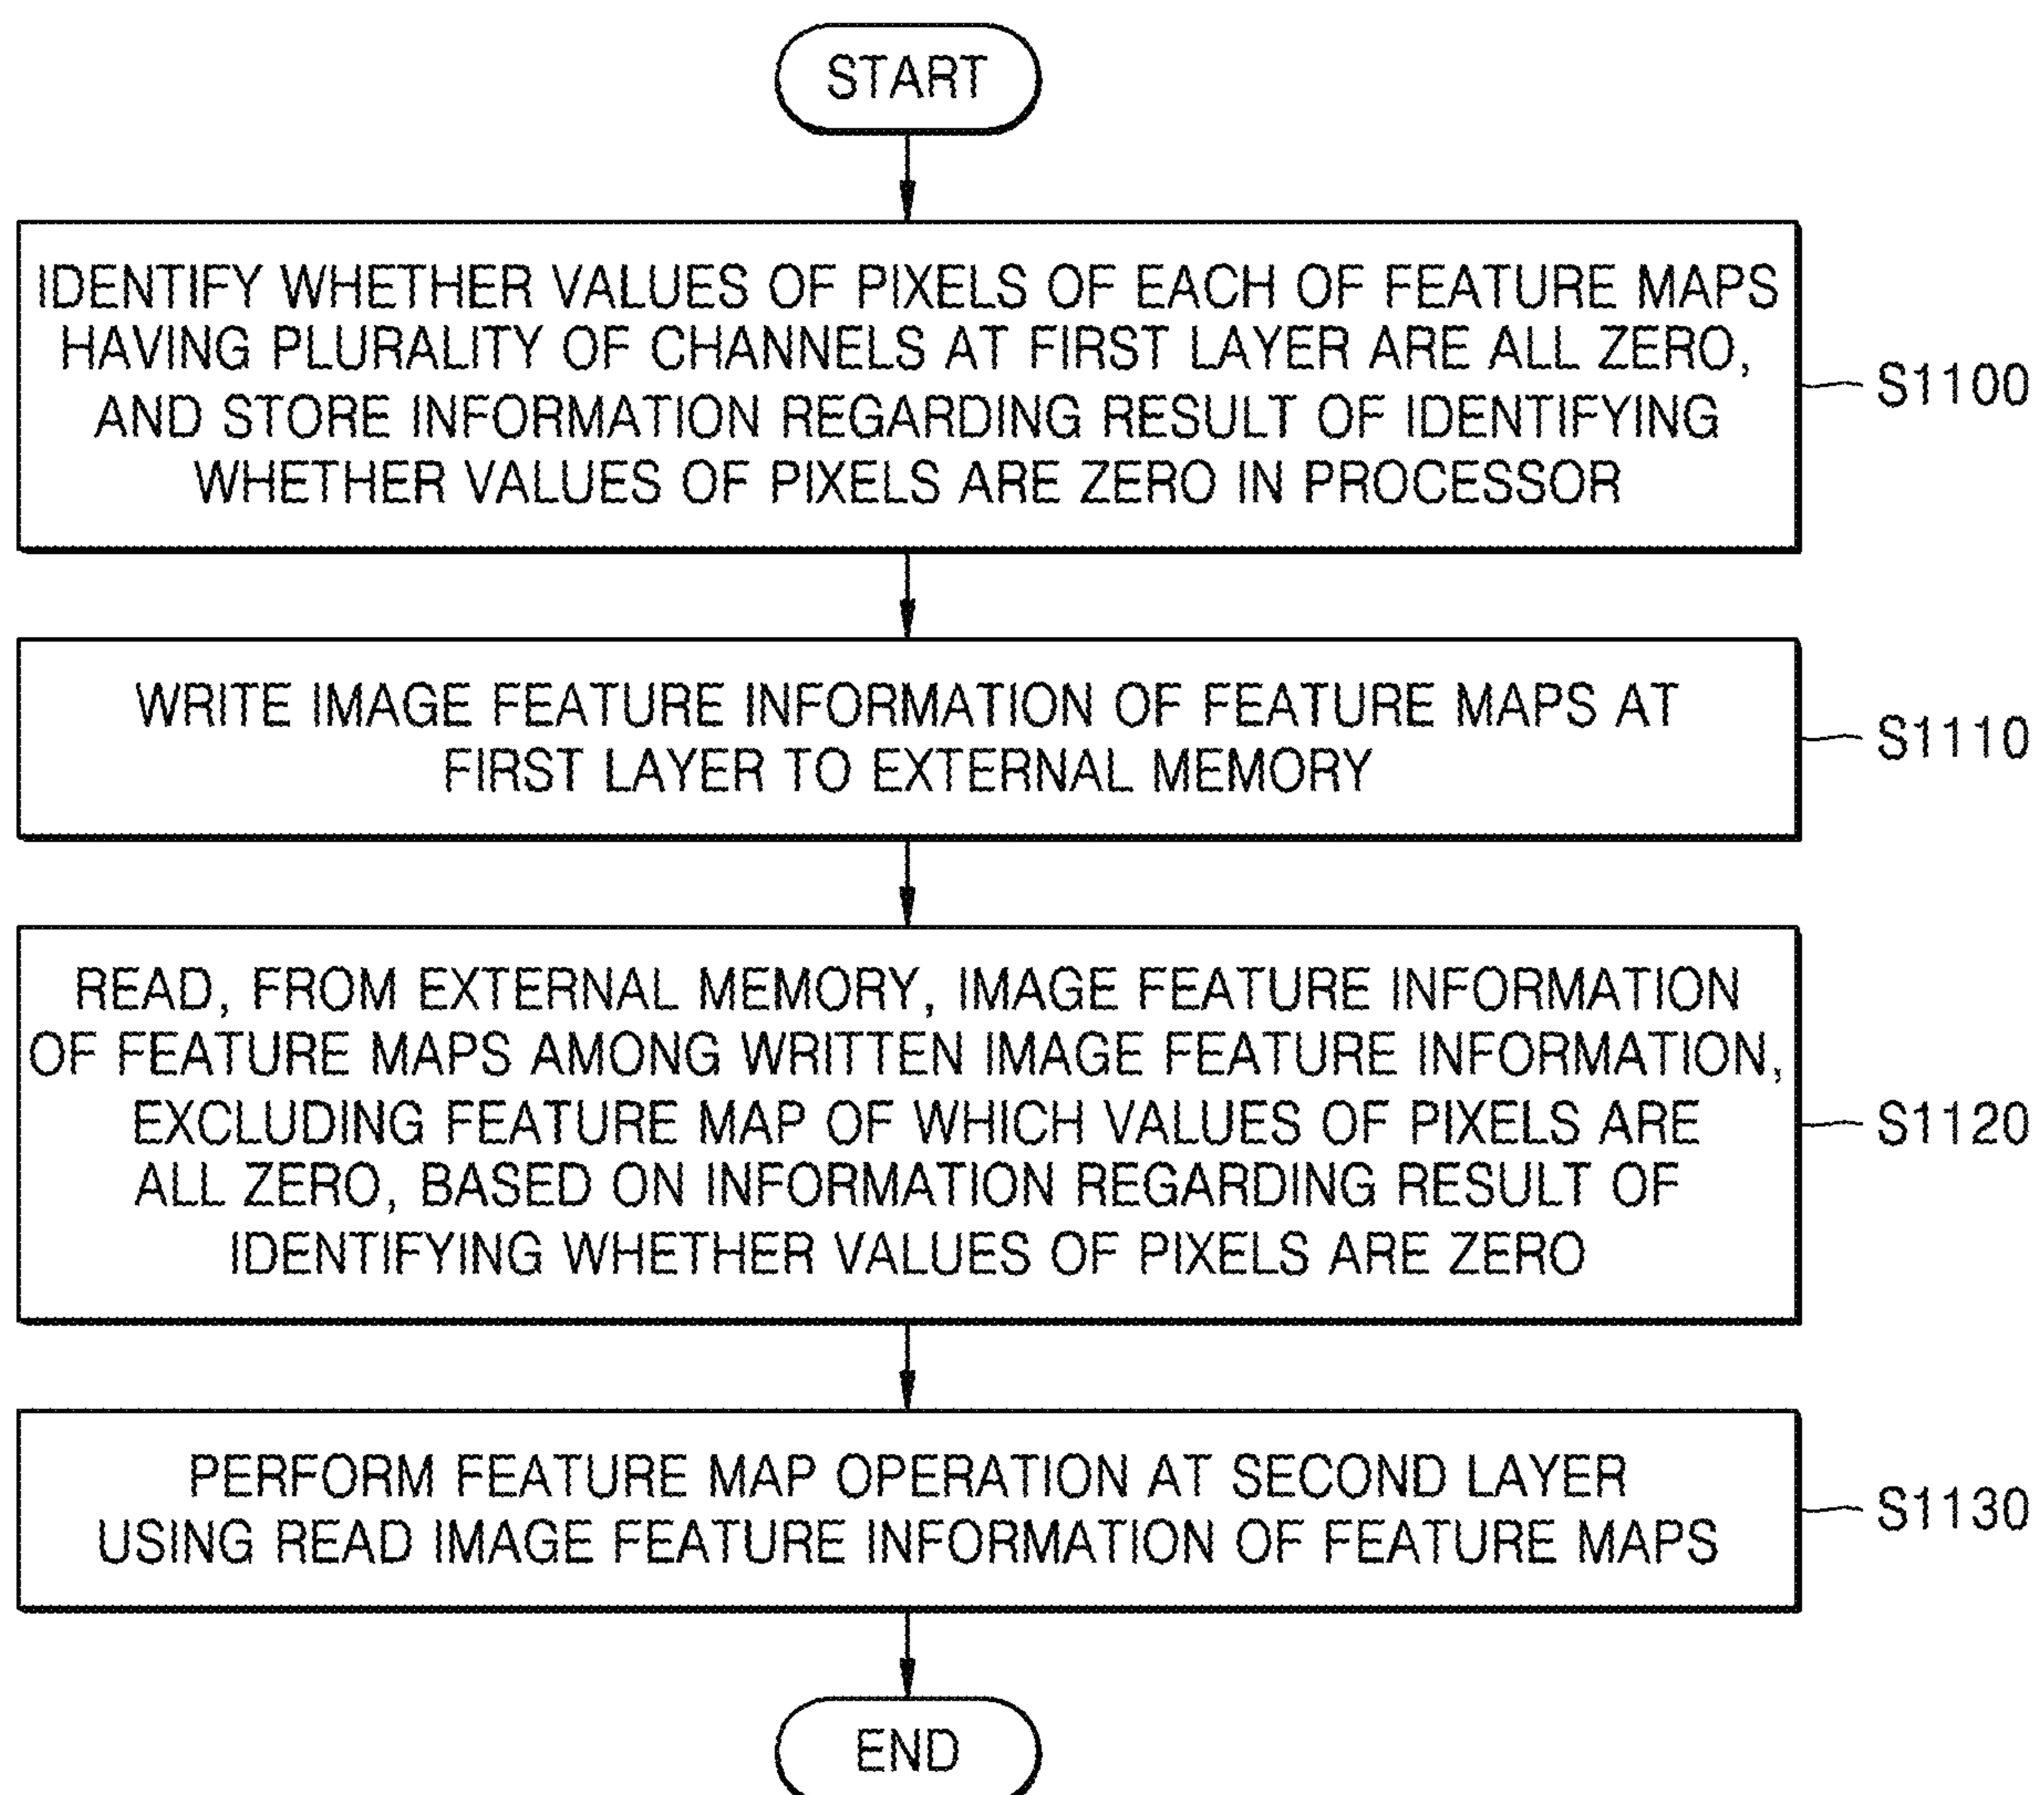 START
IDENTIFY WHETHER VALUES OF PIXELS OF EACH OF FEATURE MAPS
HAVING PLURALITY OF CHANNELS AT FIRST LAYER ARE ALL ZERO,
AND STORE INFORMATION REGARDING RESULT OF IDENTIFYING
WHETHER VALUES OF PIXELS ARE ZERO IN PROCESSOR
S1100
WRITE IMAGE FEATURE INFORMATION OF FEATURE MAPS AT
FIRST LAYER TO EXTERNAL MEMORY
S1110
READ, FROM EXTERNAL MEMORY, IMAGE FEATURE INFORMATION
OF FEATURE MAPS AMONG WRITTEN IMAGE FEATURE INFORMATION,
EXCLUDING FEATURE MAP OF WHICH VALUES OF PIXELS ARE
ALL ZERO, BASED ON INFORMATION REGARDING RESULT OF
IDENTIFYING WHETHER VALUES OF PIXELS ARE ZERO
S1120
PERFORM FEATURE MAP OPERATION AT SECOND LAYER
USING READ IMAGE FEATURE INFORMATION OF FEATURE MAPS
S1130
END